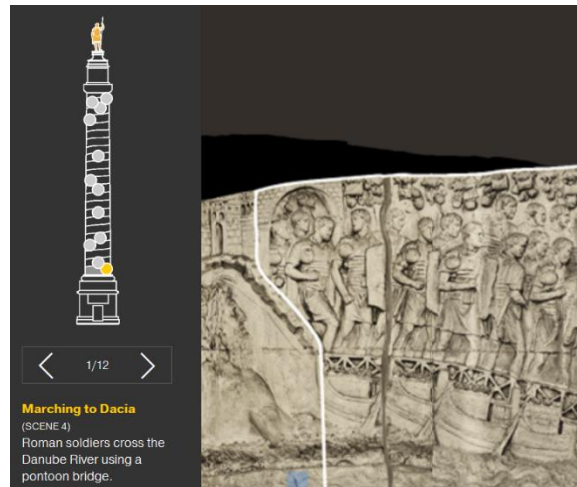 1/12
Marching to Dacia
(SCENE 4)
Roman soldiers cross the
Danube River using a
pontoon bridge.